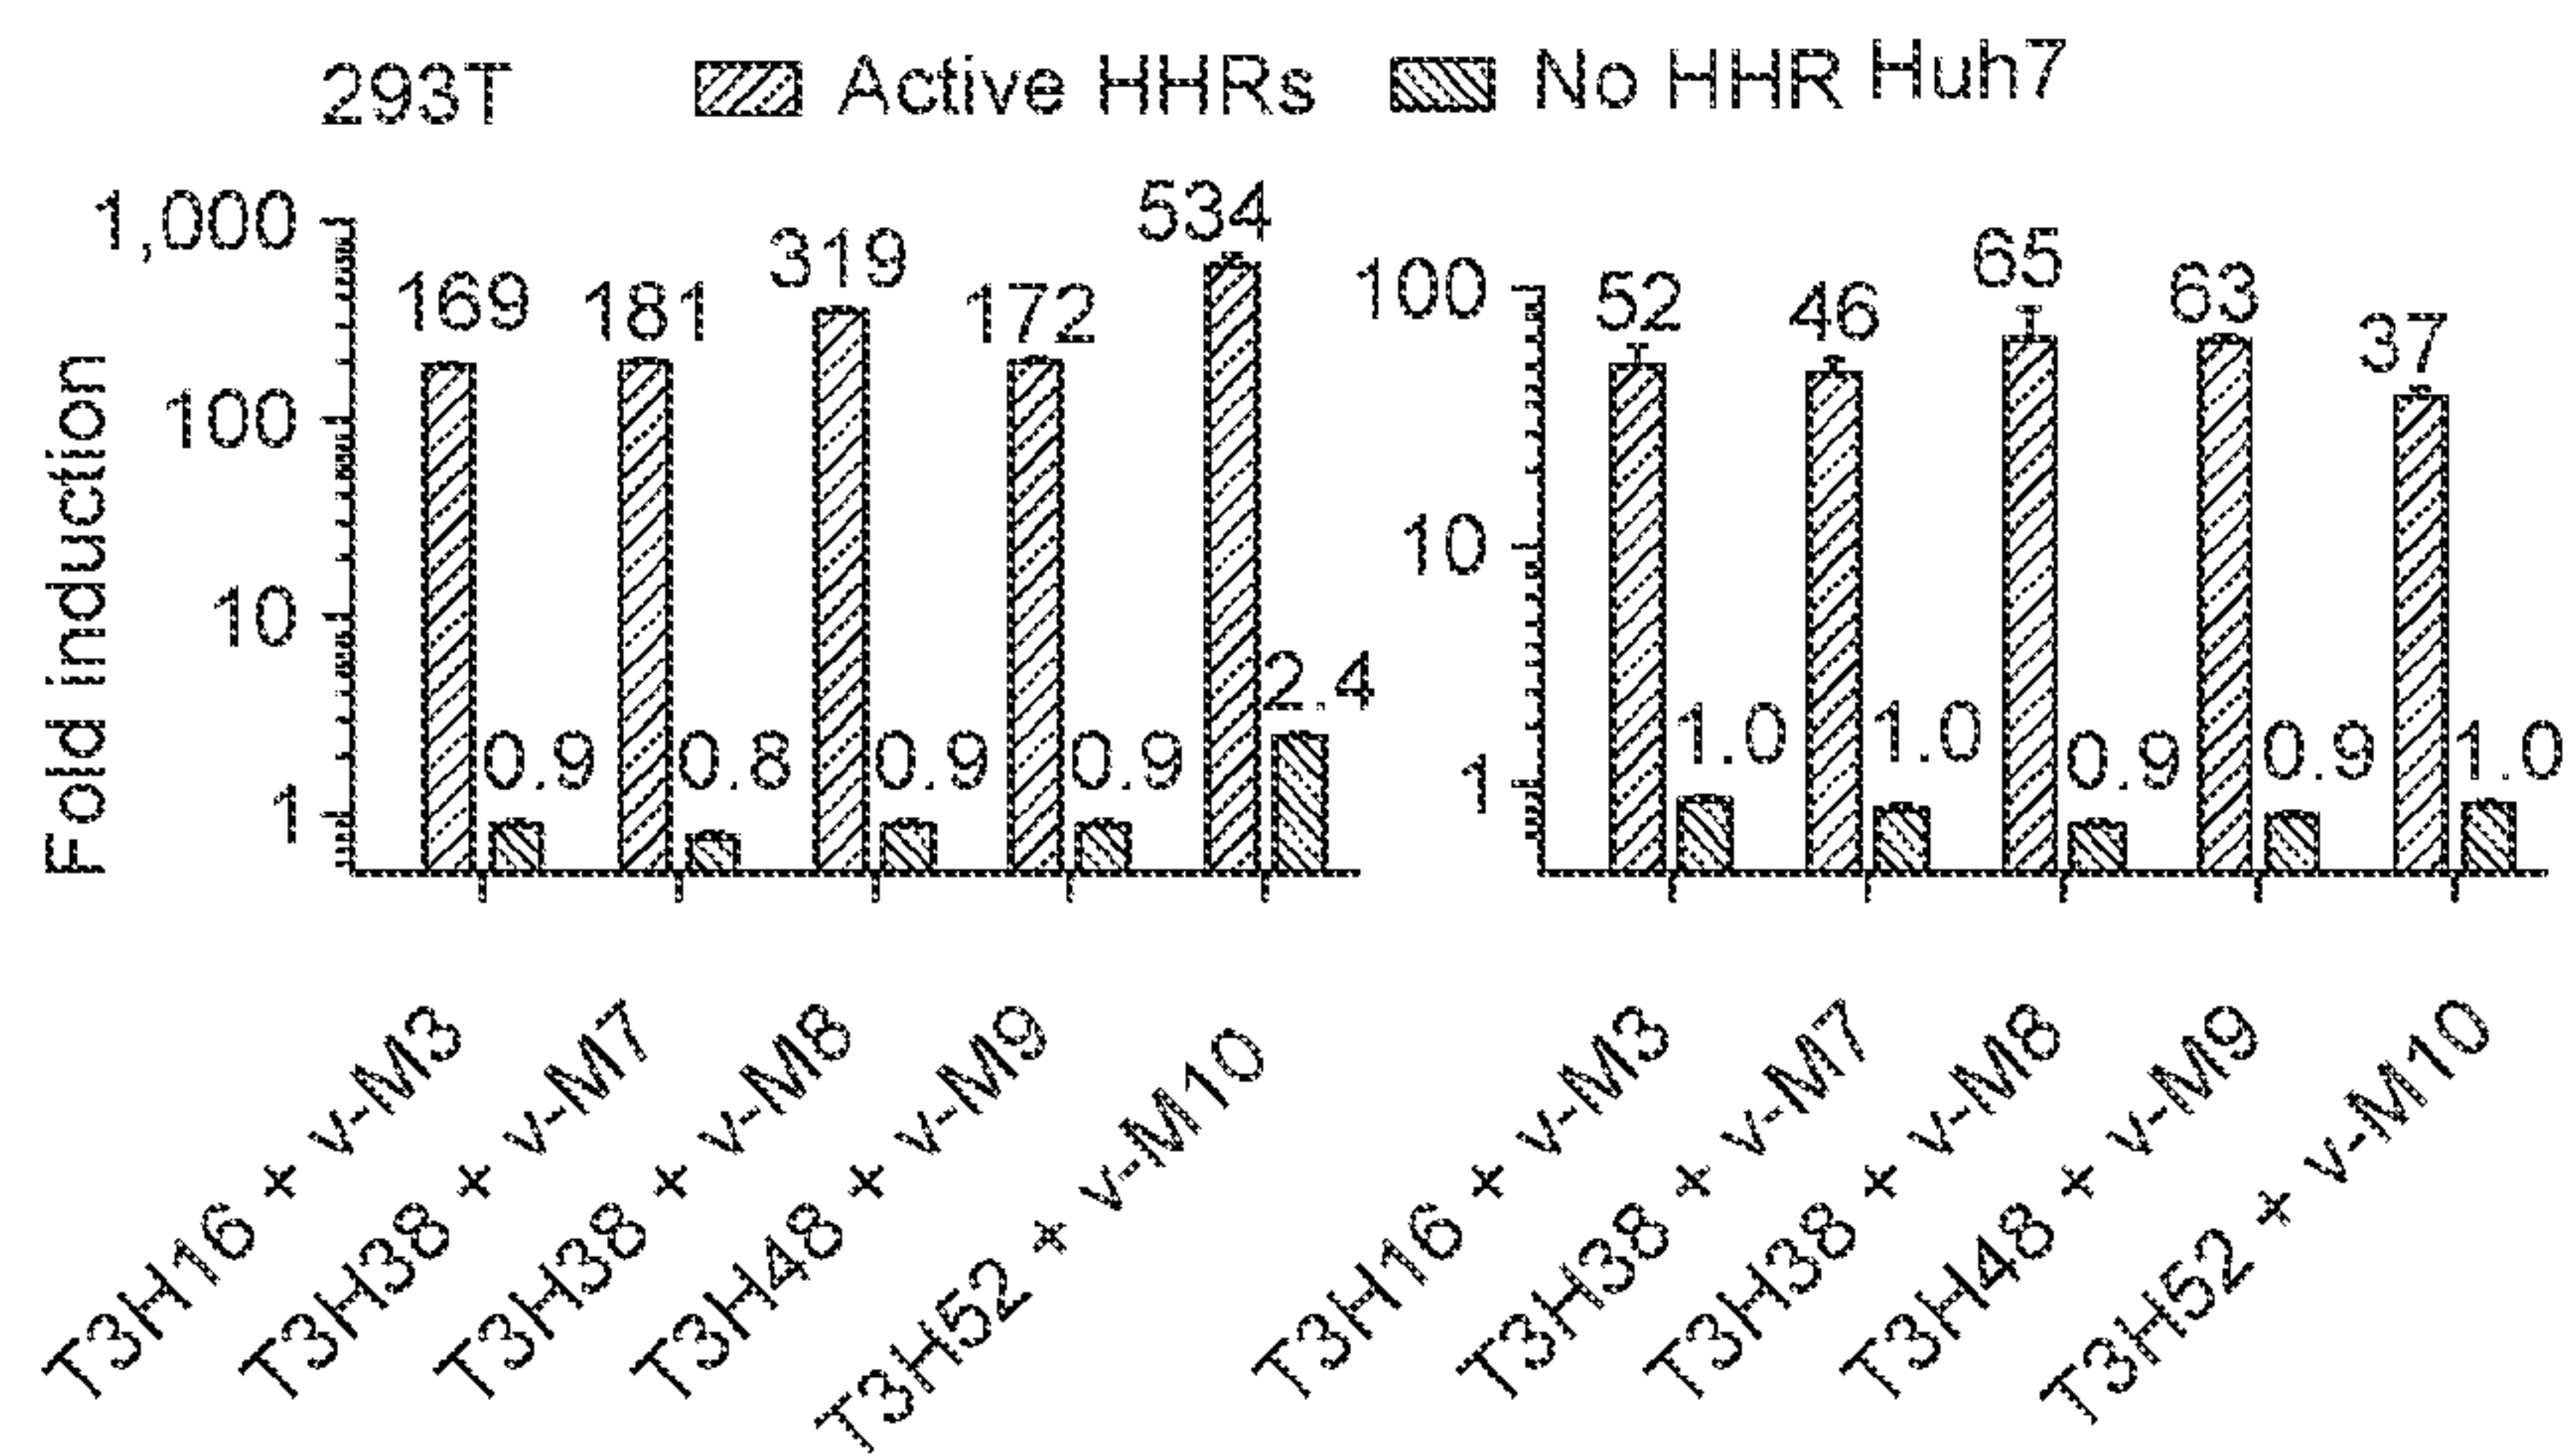 293T Active HHRs No HHR Huh7
Fold induction
1,000
100
10
1
169 181 319 172 534
0.9 0.8 0.9 0.9 2.4
T3H16 + v-M3
T3H38 + v-M7
T3H38 + v-M8
T3H48 + v-M9
T3H52 + v-M10
100
10
1
52 46 65 63 37
1.0 1.0 0.9 0.9 1.0
T3H16 + v-M3
T3H38 + v-M7
T3H38 + v-M8
T3H48 + v-M9
T3H52 + v-M10